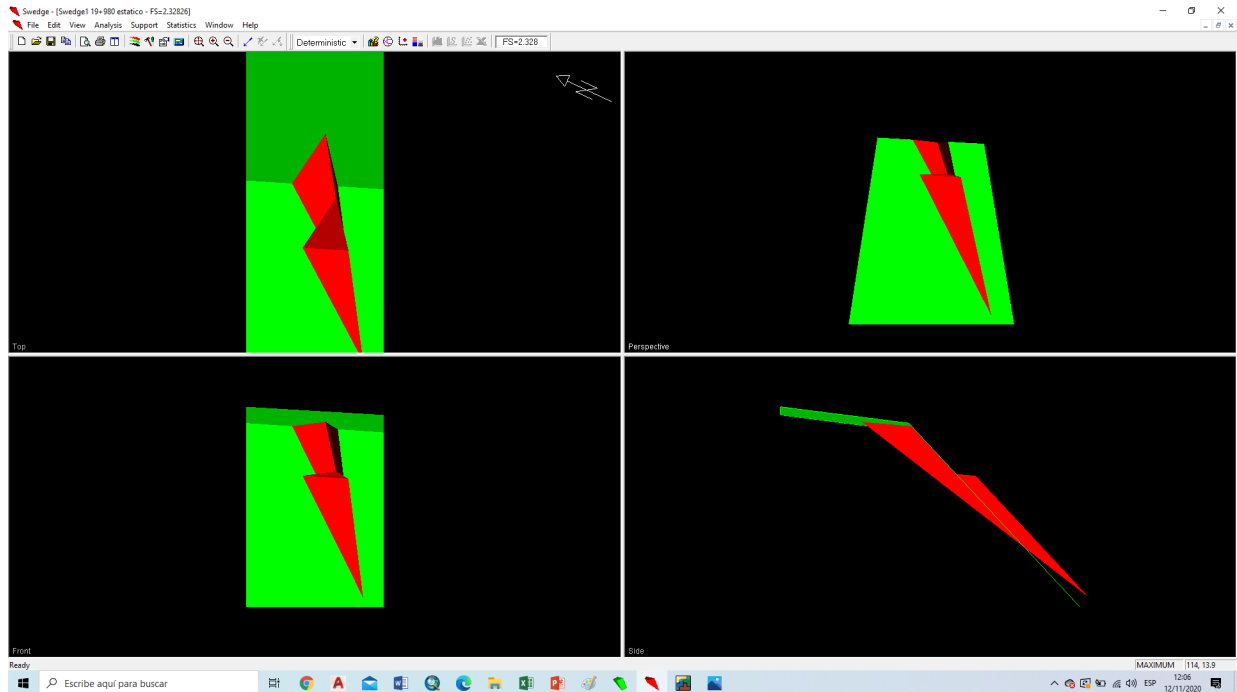 Swedge - [Swedge1 19+980 estatico - FS=2.32826]
File Edit View Analysis Support Statistics Window Help
Deterministic FS=2.328
Top
Perspective
Front
Side
Ready
MAXIMUM 114, 13.9
Escribe aquí para buscar
ESP
12:06
12/11/2020